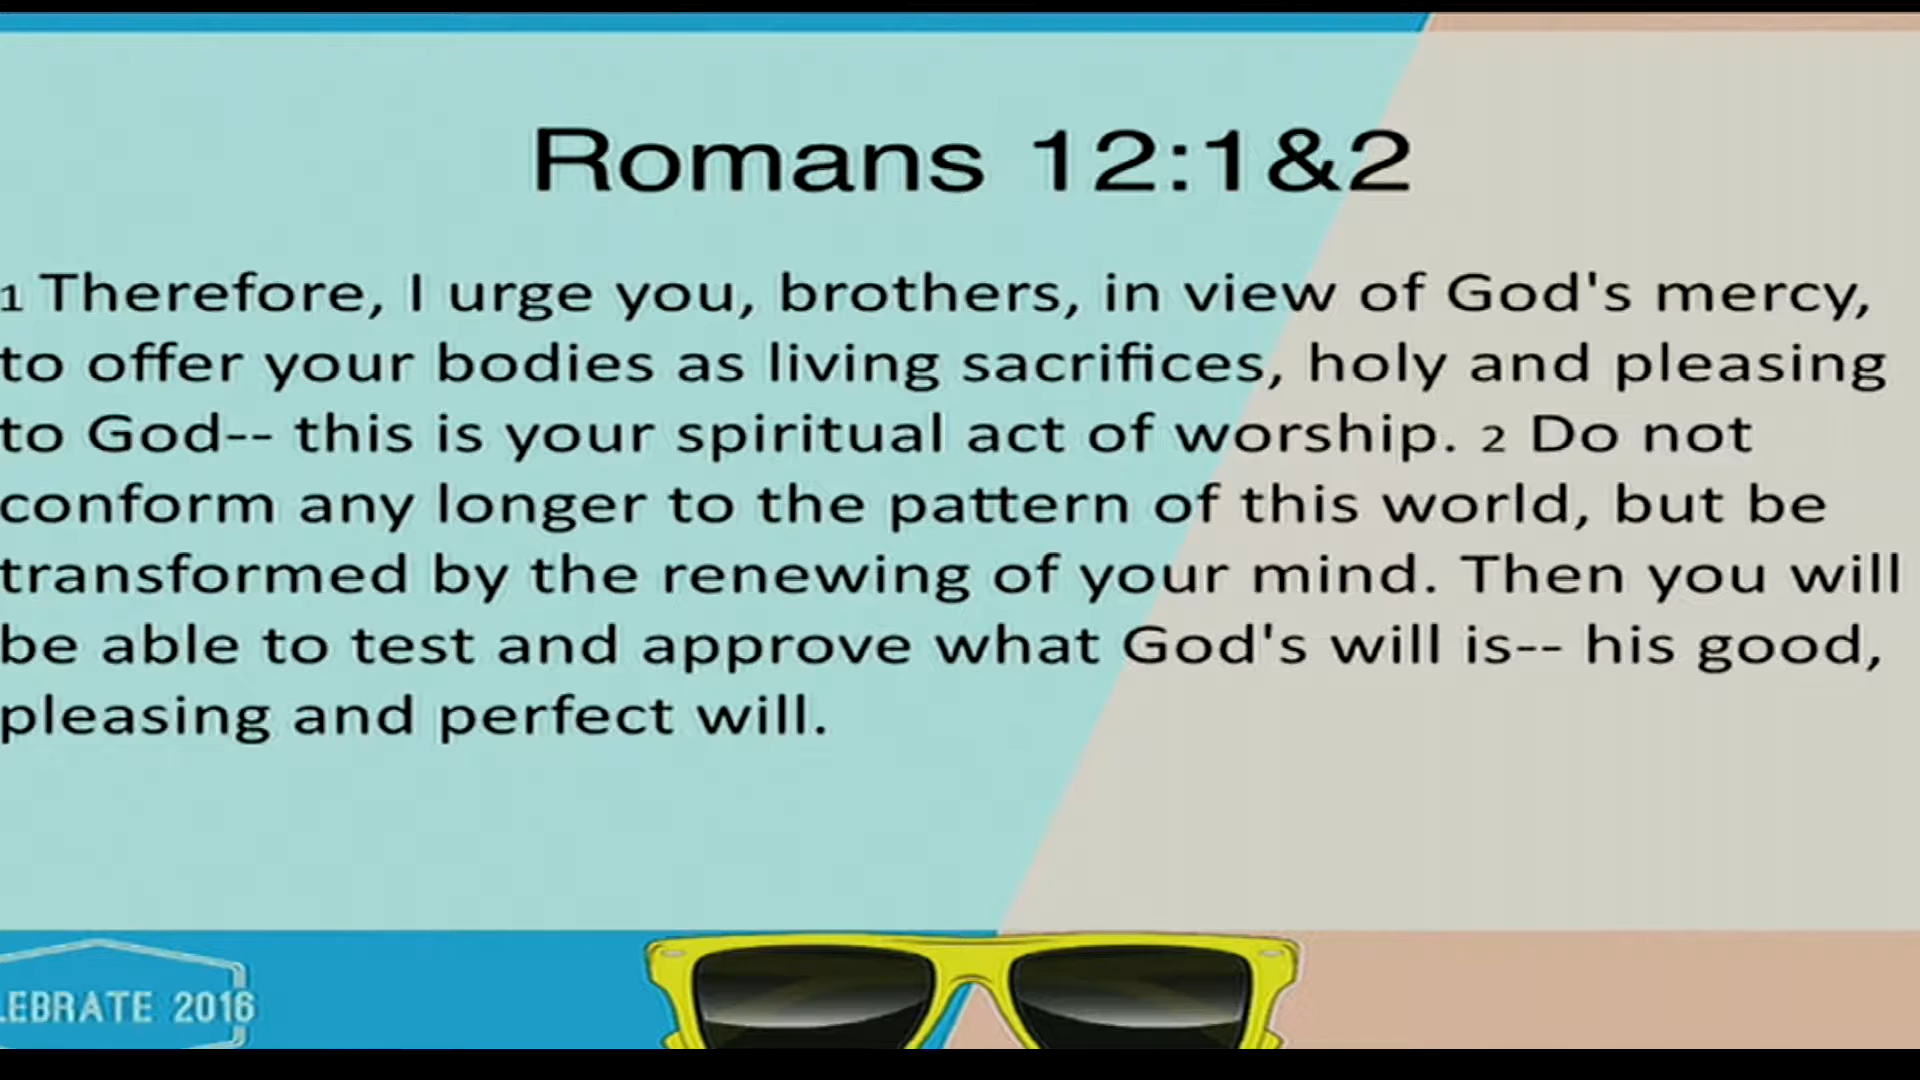 Romans 12:1&2
1 Therefore, I urge you, brothers, in view of God's mercy,
to offer your bodies as living sacrifices, holy and pleasing
to God-- this is your spiritual act of worship. 2 Do not
conform any longer to the pattern of this world, but be
transformed by the renewing of your mind. Then you will
be able to test and approve what God's will is-- his good,
pleasing and perfect will.
LEBRATE 2016